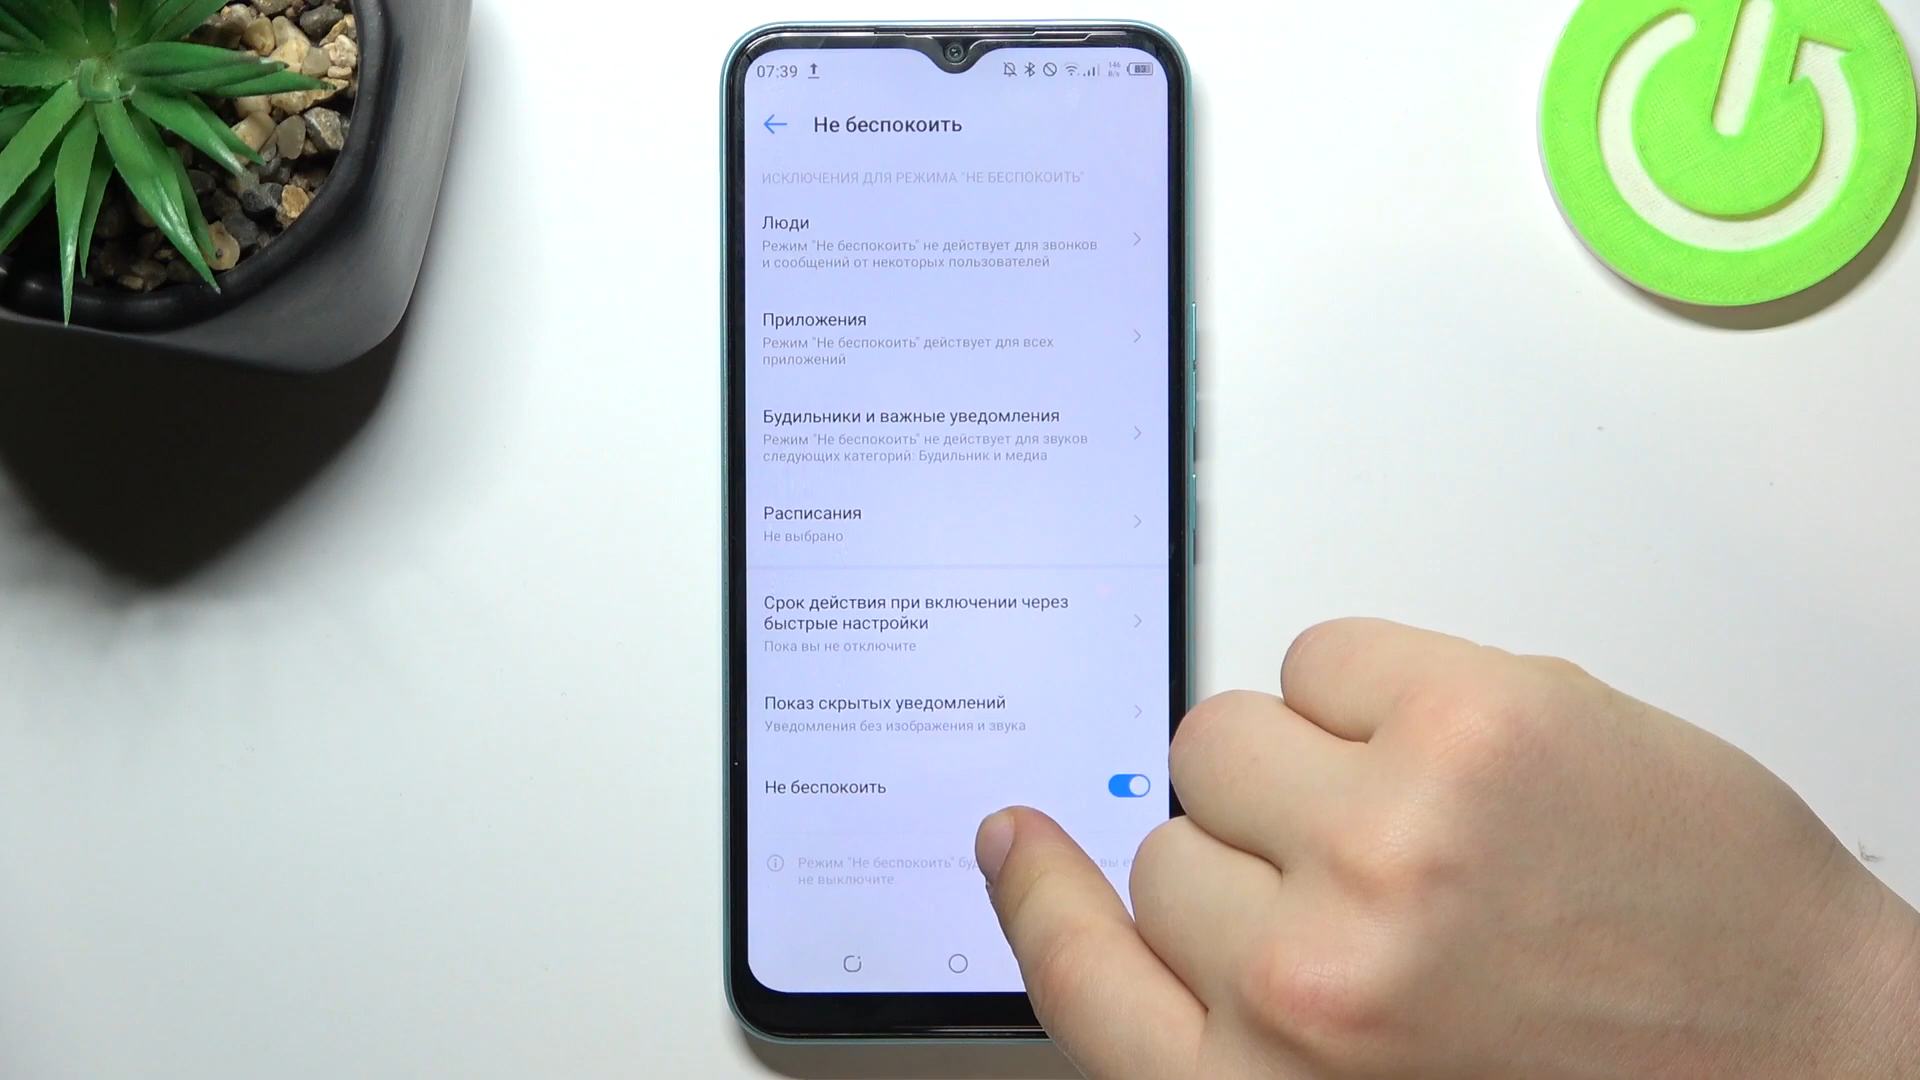 07:39
146
B/s
83
Не беспокоить
ИСКЛЮЧЕНИЯ ДЛЯ РЕЖИМА "НЕ БЕСПОКОИТЬ"
Люди
Режим "Не беспокоить" не действует для звонков
и сообщений от некоторых пользователей
Приложения
Режим "Не беспокоить" действует для всех
приложений
Будильники и важные уведомления
Режим "Не беспокоить" не действует для звуков
следующих категорий: Будильник и медиа
Расписания
Не выбрано
Срок действия при включении через
быстрые настройки
Пока вы не отключите
Показ скрытых уведомлений
Уведомления без изображения и звука
Не беспокоить
Режим "Не беспокоить" вы
не выключите